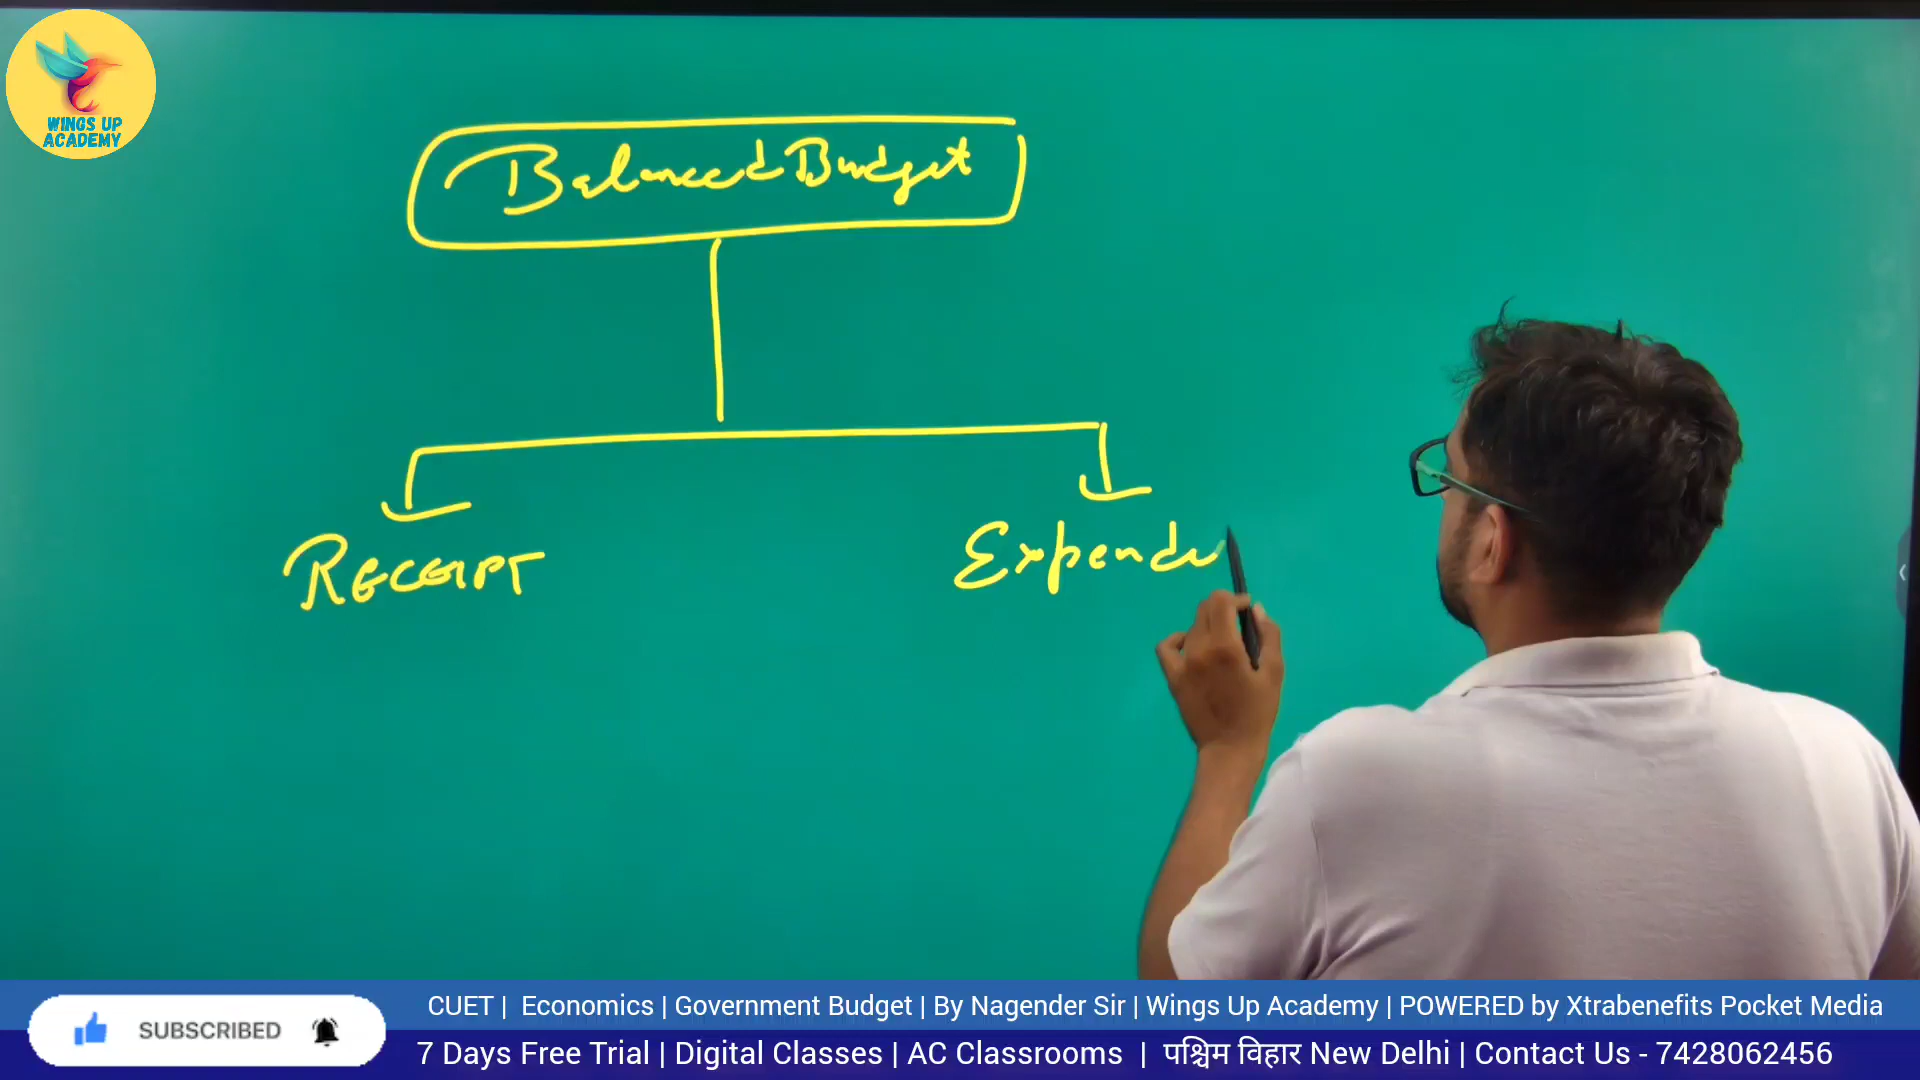 WINGS UP
ACADEMY
Balanced Budget
RECEIPT
Expendi
SUBSCRIBED
CUET | Economics | Government Budget | By Nagender Sir | Wings Up Academy | POWERED by Xtrabenefits Pocket Media
7 Days Free Trial | Digital Classes | AC Classrooms | पश्चिम विहार New Delhi | Contact Us - 7428062456